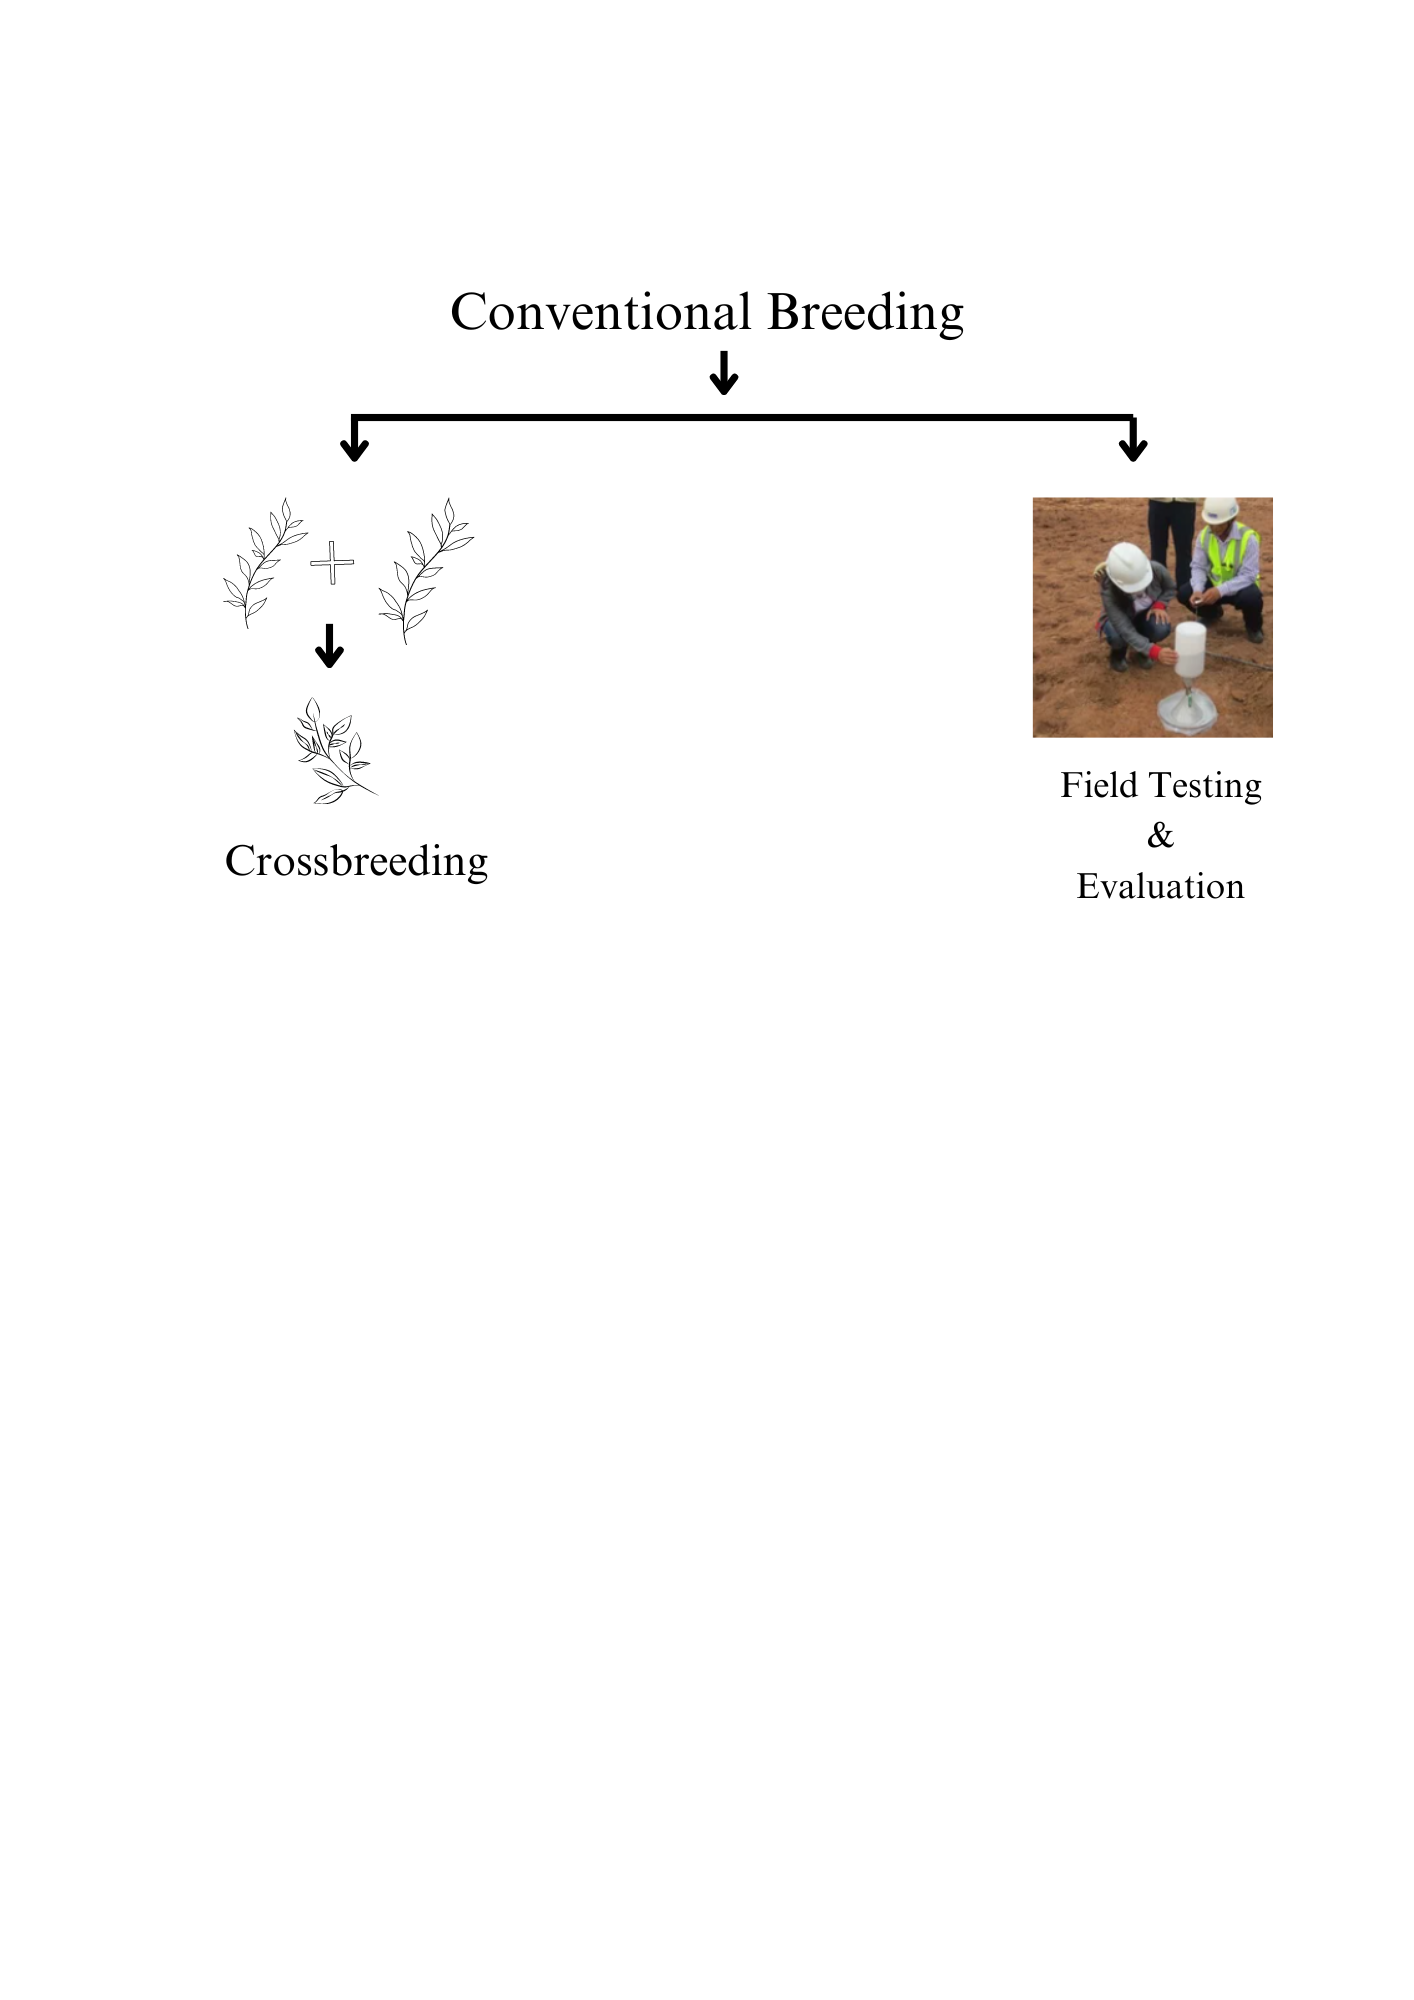 Conventional Breeding
Crossbreeding
Field Testing
&
Evaluation